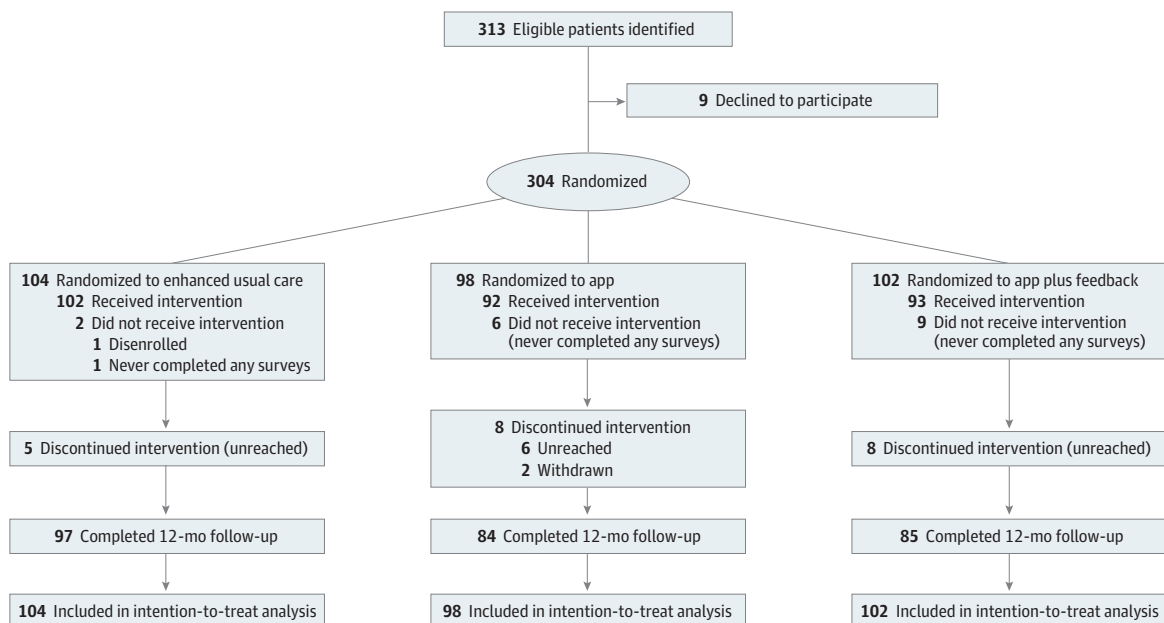 313 Eligible patients identified
9 Declined to participate
304 Randomized
104 Randomized to enhanced usual care
102 Received intervention
2 Did not receive intervention
1 Disenrolled
1 Never completed any surveys
98 Randomized to app
92 Received intervention
6 Did not receive intervention
(never completed any surveys)
102 Randomized to app plus feedback
93 Received intervention
9 Did not receive intervention
(never completed any surveys)
5 Discontinued intervention (unreached)
8 Discontinued intervention
6 Unreached
2 Withdrawn
8 Discontinued intervention (unreached)
97 Completed 12-mo follow-up
84 Completed 12-mo follow-up
85 Completed 12-mo follow-up
104 Included in intention-to-treat analysis
98 Included in intention-to-treat analysis
102 Included in intention-to-treat analysis